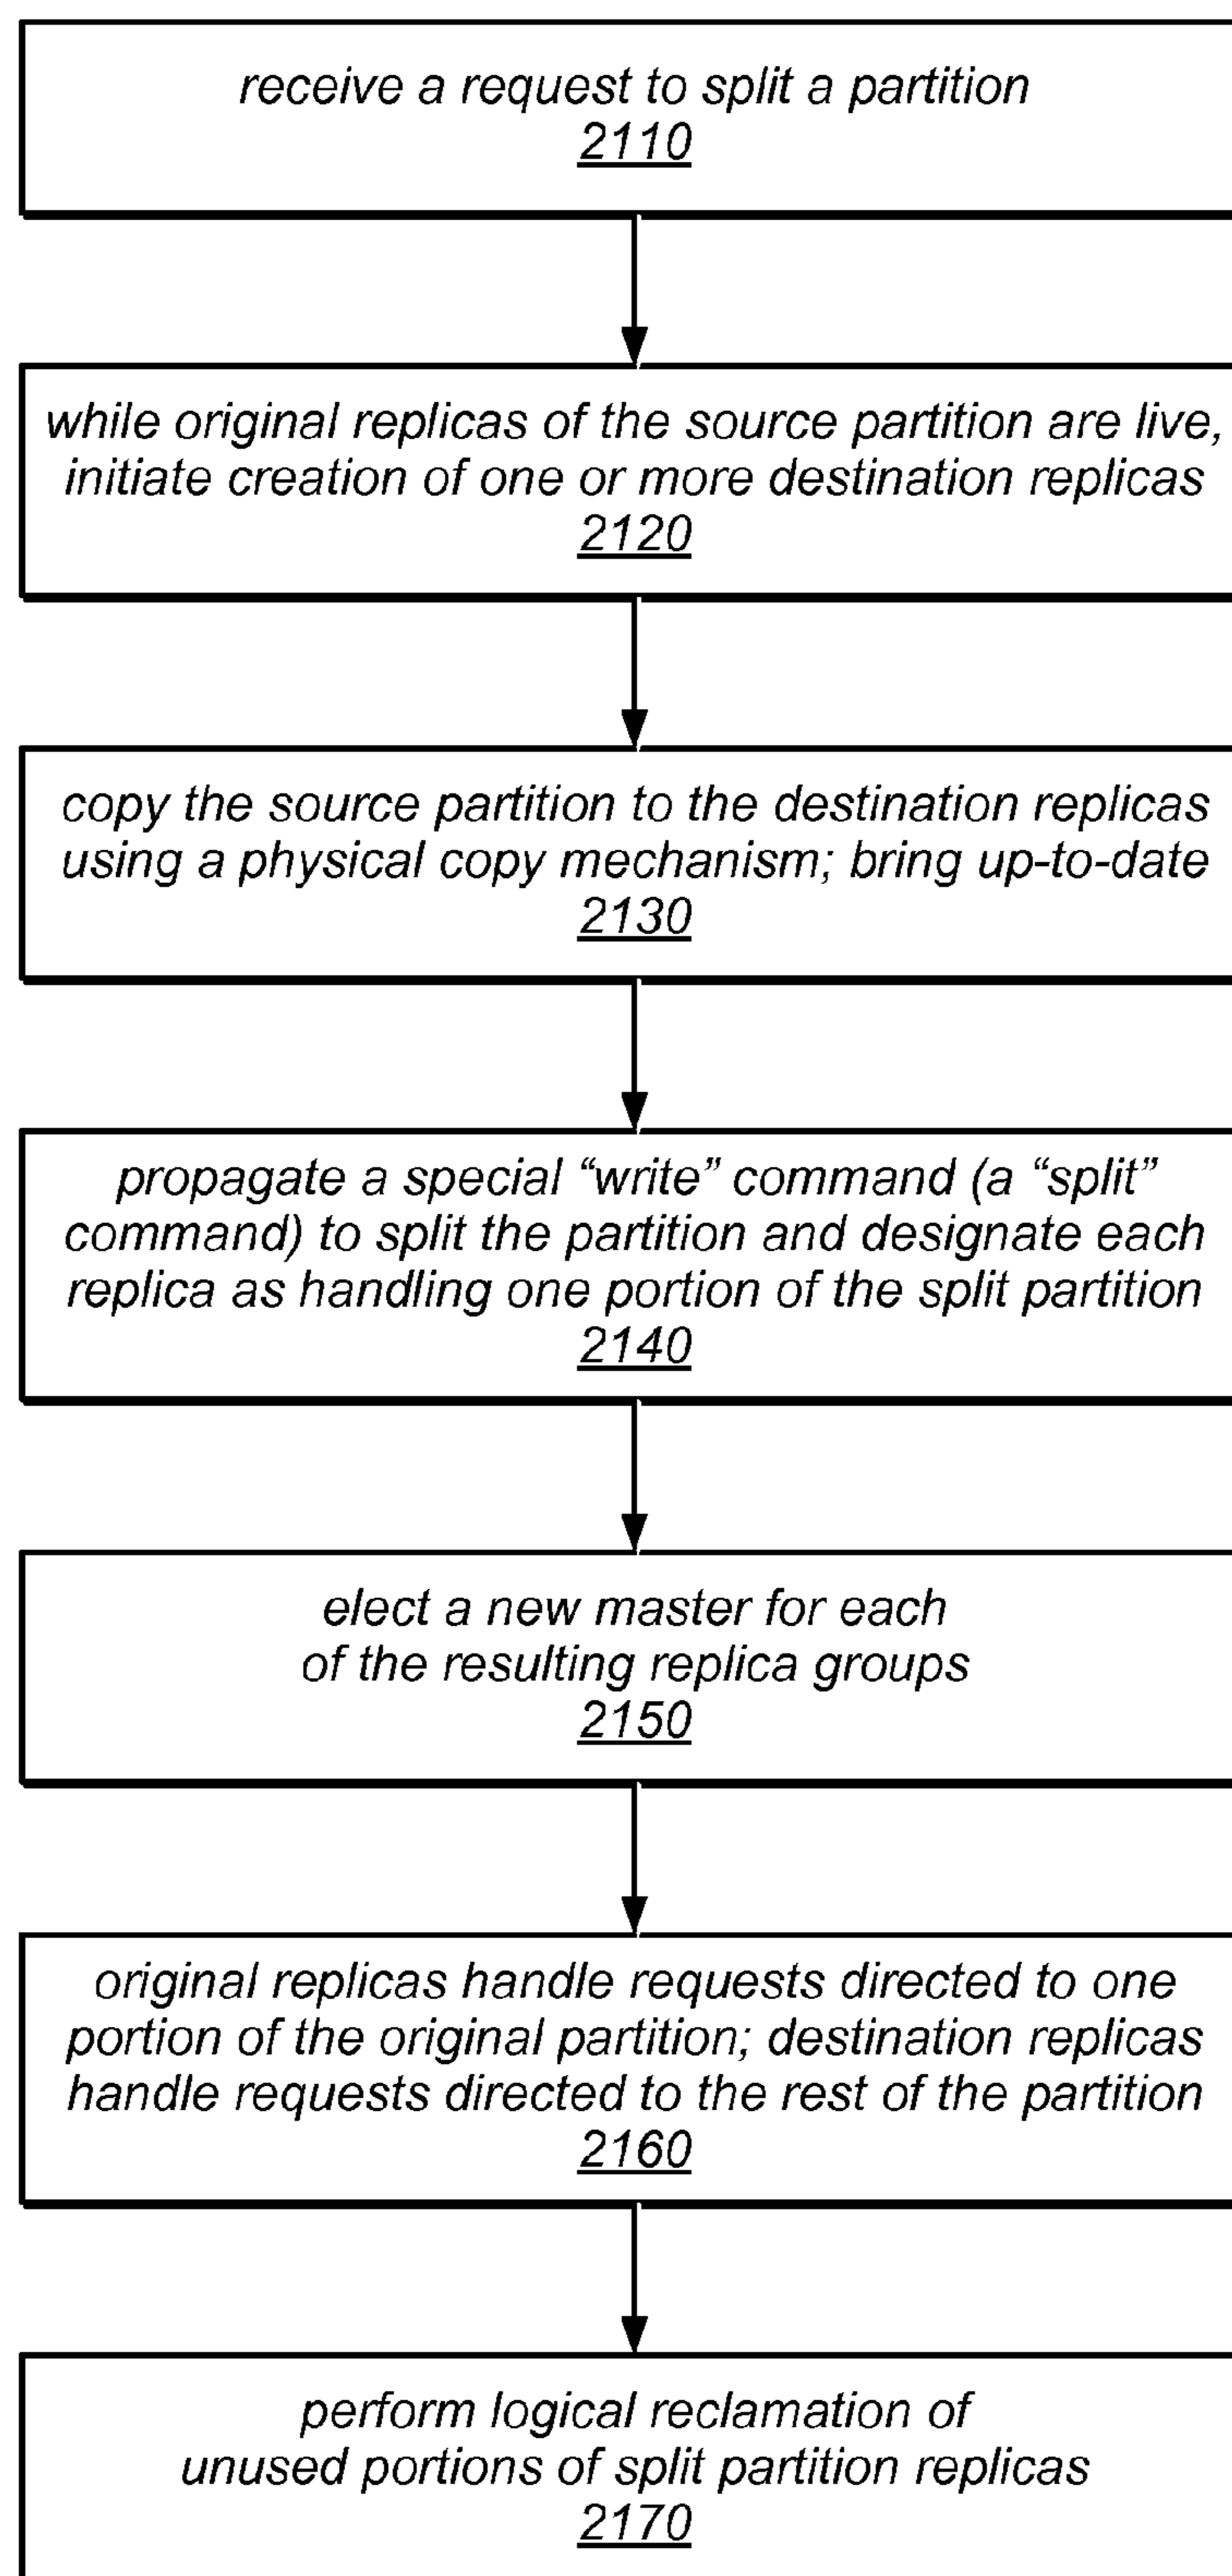 receive a request to split a partition
2110
while original replicas of the source partition are live,
initiate creation of one or more destination replicas
2120
copy the source partition to the destination replicas
using a physical copy mechanism; bring up-to-date
2130
propagate a special “write” command (a “split”
command) to split the partition and designate each
replica as handling one portion of the split partition
2140
elect a new master for each
of the resulting replica groups
2150
original replicas handle requests directed to one
portion of the original partition; destination replicas
handle requests directed to the rest of the partition
2160
perform logical reclamation of
unused portions of split partition replicas
2170